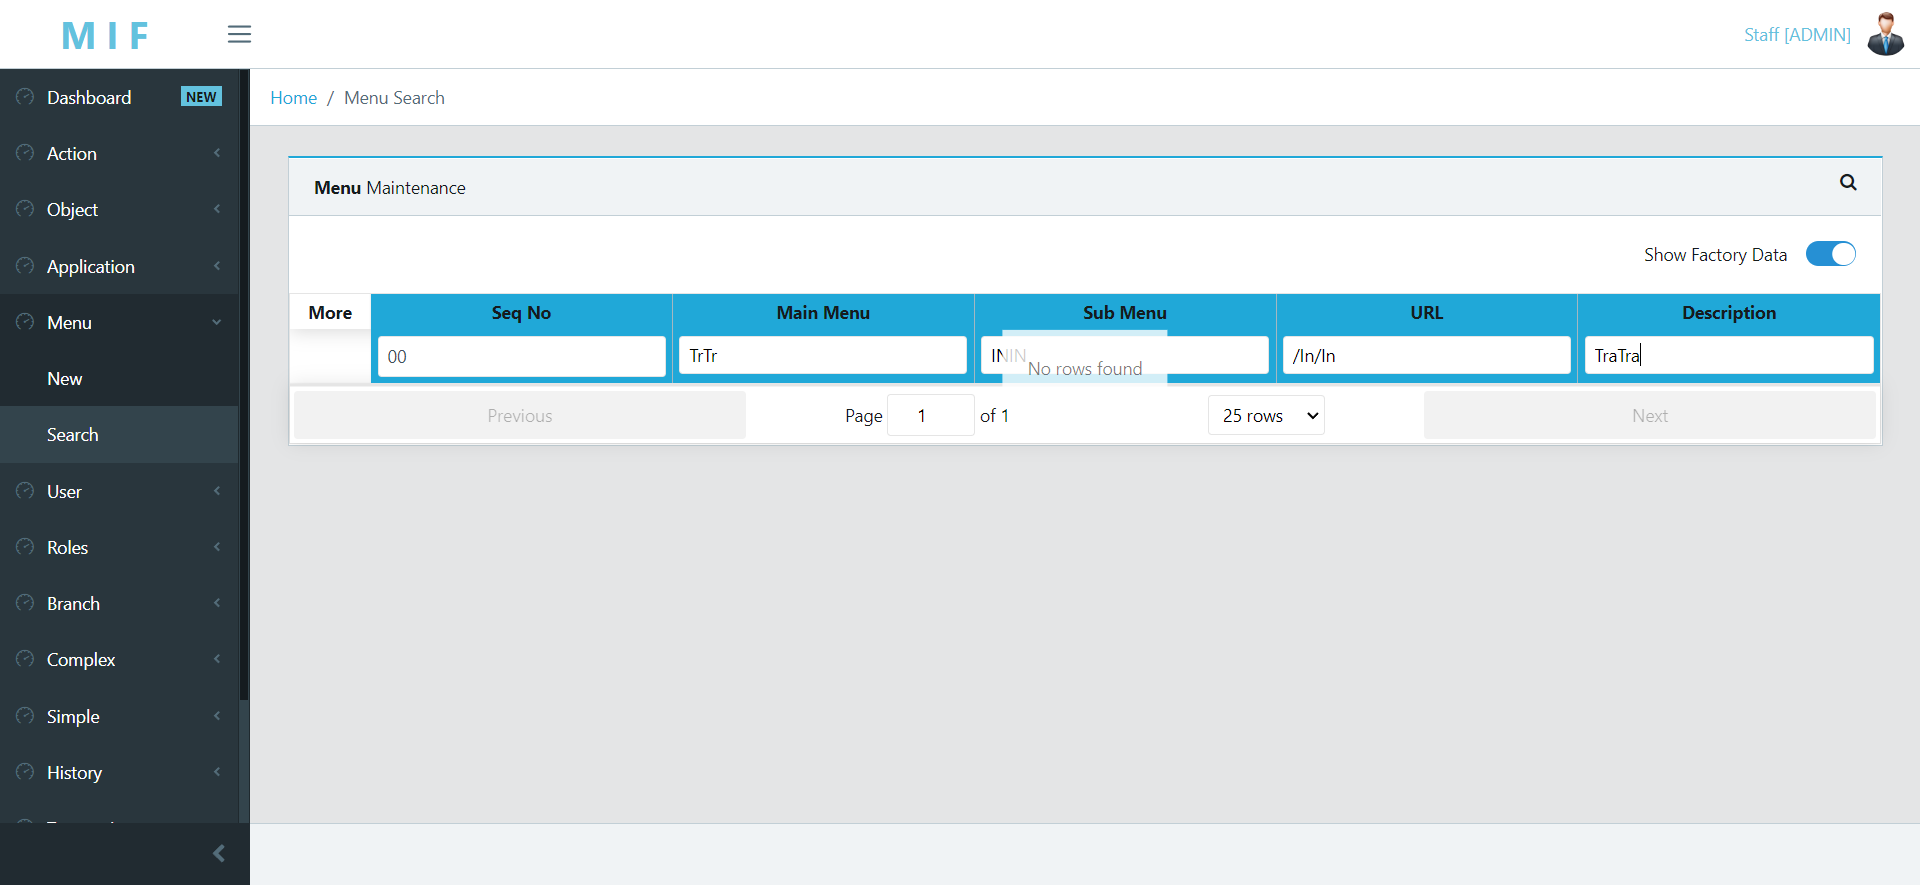 M I F
Staff [ADMIN]
Dashboard NEW
Action
Object
Application
Menu
New
Search
User
Roles
Branch
Complex
Simple
History
Home / Menu Search
Menu Maintenance
Show Factory Data
More Seq No Main Menu Sub Menu URL Description
00 TrTr ININ /In/In TraTra
No rows found
Previous Page 1 of 1 25 rows Next